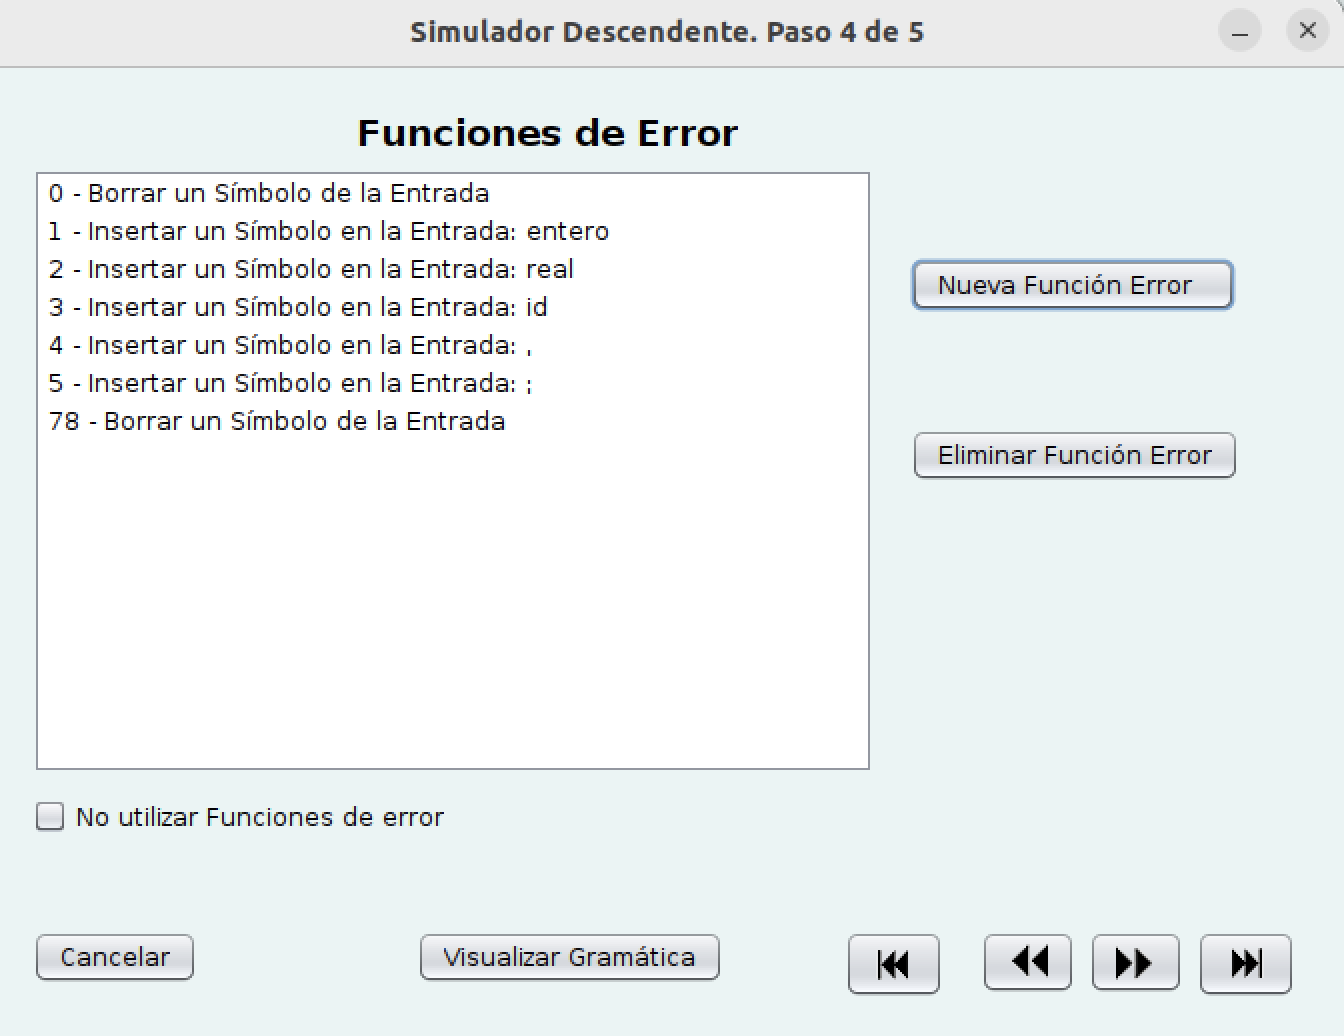 Simulador Descendente. Paso 4 de 5
Funciones de Error
0 - Borrar un Símbolo de la Entrada
1 - Insertar un Símbolo en la Entrada: entero
2 - Insertar un Símbolo en la Entrada: real
3 - Insertar un Símbolo en la Entrada: id
4 - Insertar un Símbolo en la Entrada: ,
5 - Insertar un Símbolo en la Entrada: ;
78 - Borrar un Símbolo de la Entrada
Nueva Función Error
Eliminar Función Error
No utilizar Funciones de error
Cancelar
Visualizar Gramática